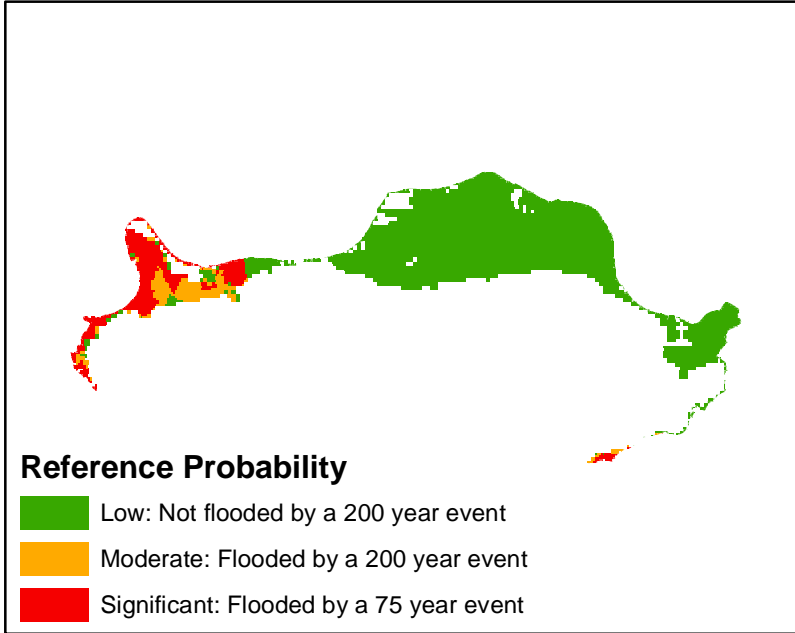 Reference Probability
Low: Not flooded by a 200 year event
Moderate: Flooded by a 200 year event
Significant: Flooded by a 75 year event